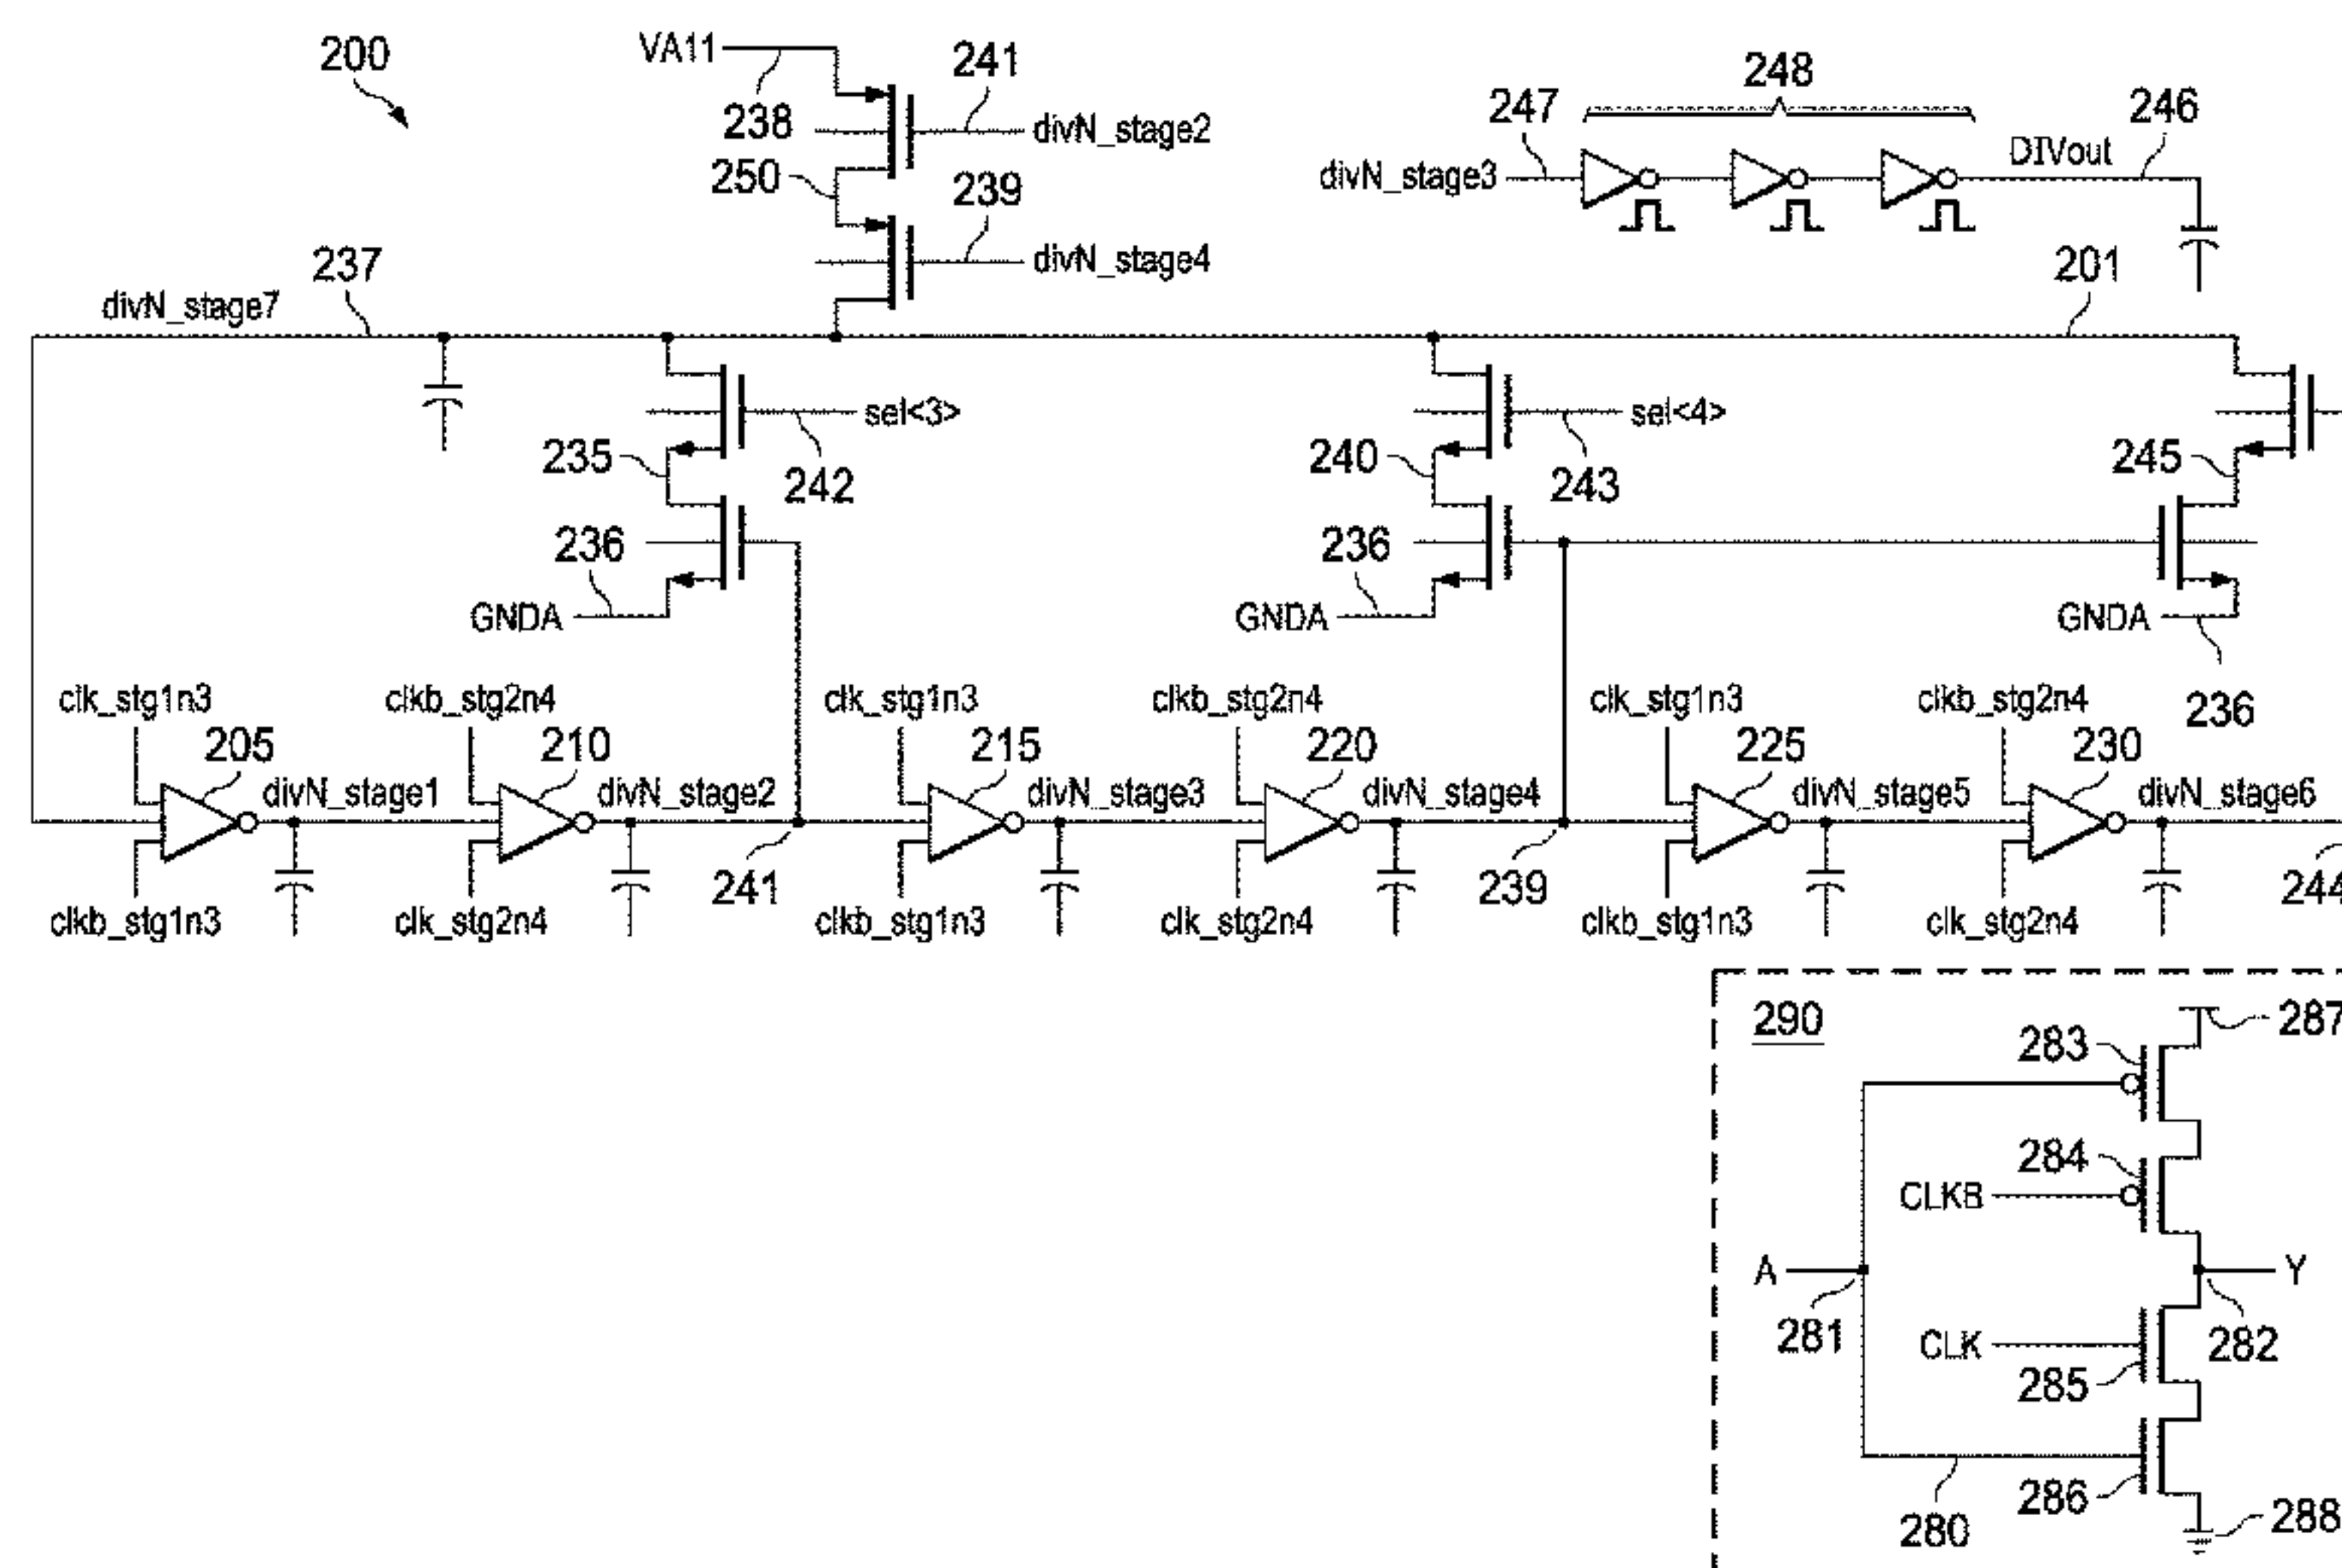 200
VA11
238
241
divN_stage2
250
239
divN_stage4
248
247
246
divN_stage3
DIVout
divN_stage7
237
201
235
sel<3>
242
236
GNDA
240
sel<4>
243
236
GNDA
245
GNDA
236
clk_stg1n3
205
divN_stage1
clkb_stg1n3
clkb_stg2n4
210
divN_stage2
241
clk_stg2n4
clk_stg1n3
215
divN_stage3
clkb_stg1n3
clkb_stg2n4
220
divN_stage4
239
clk_stg2n4
clk_stg1n3
225
divN_stage5
clkb_stg1n3
clkb_stg2n4
230
divN_stage6
244
clk_stg2n4
290
287
283
284
CLKB
A
281
Y
282
CLK
285
286
280
288